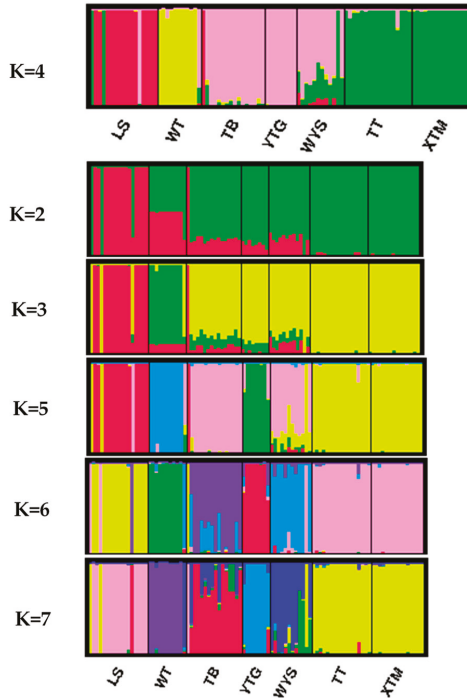 K=4
LS WT TB YTG WYS TT XTM
K=2
K=3
K=5
K=6
K=7
LS WT TB YTG WYS TT XTM